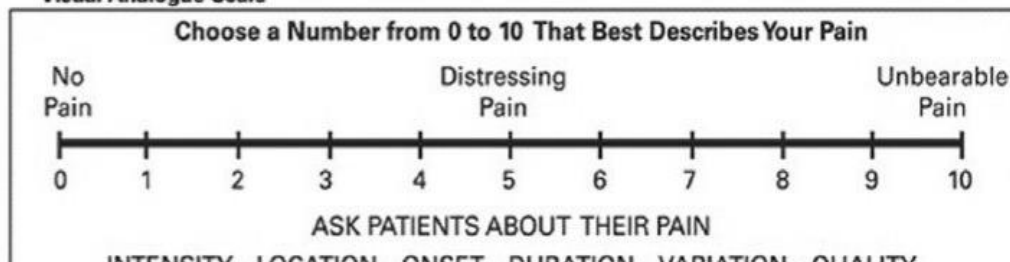 Visual Analogue Scale
Choose a Number from 0 to 10 That Best Describes Your Pain
No Distressing Unbearable
Pain Pain Pain
0 1 2 3 4 5 6 7 8 9 10
ASK PATIENTS ABOUT THEIR PAIN
INTENSITY LOCATION ONSET DURATION VARIATION QUALITY